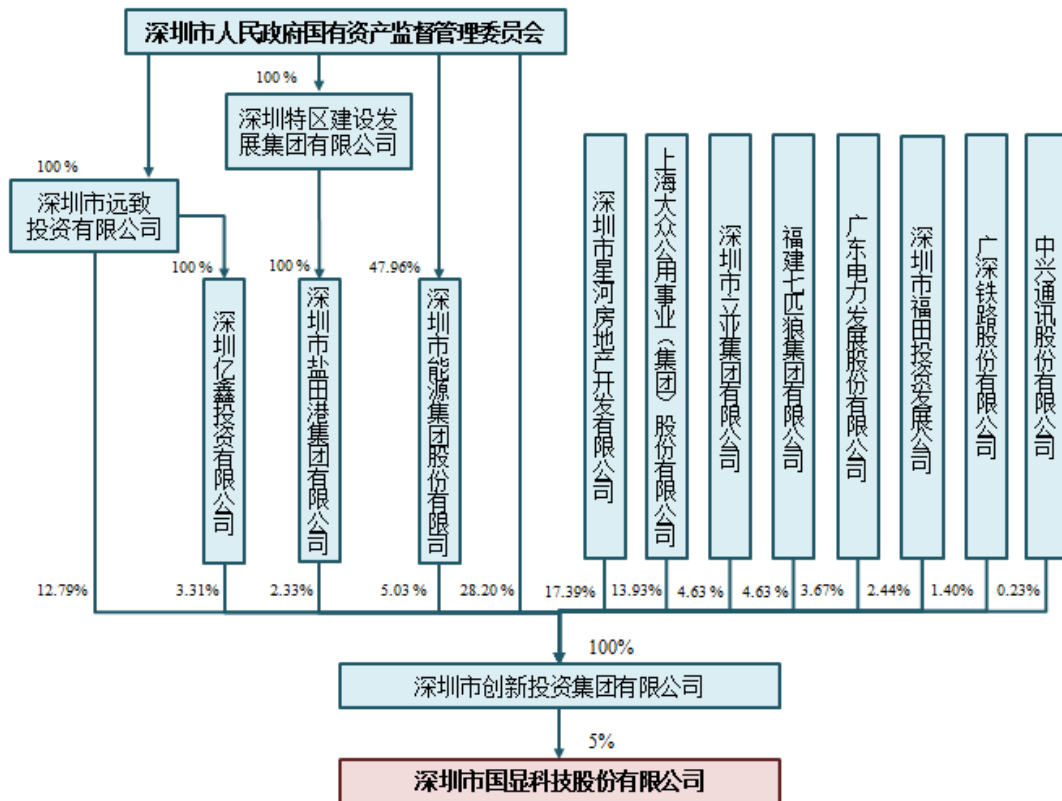 深圳市人民政府国有资产监督管理委员会
100 %
深圳特区建设发
展集团有限公司
100 %
深圳市远致
投资有限公司
100 %
100 %
47.96%
深圳亿鑫投资有限公司
深圳市盐田港集团有限公司
深圳市能源集团股份有限公司
深圳市星河房地产开发有限公司
上海大众公用事业（集团）股份有限公司
深圳市立业集团有限公司
福建七匹狼集团有限公司
广东电力发展股份有限公司
深圳市福田投资发展公司
广深铁路股份有限公司
中兴通讯股份有限公司
12.79%
3.31%
2.33%
5.03 %
28.20 %
17.39%
13.93%
4.63 %
4.63 %
3.67%
2.44%
1.40%
0.23%
100%
深圳市创新投资集团有限公司
5%
深圳市国显科技股份有限公司